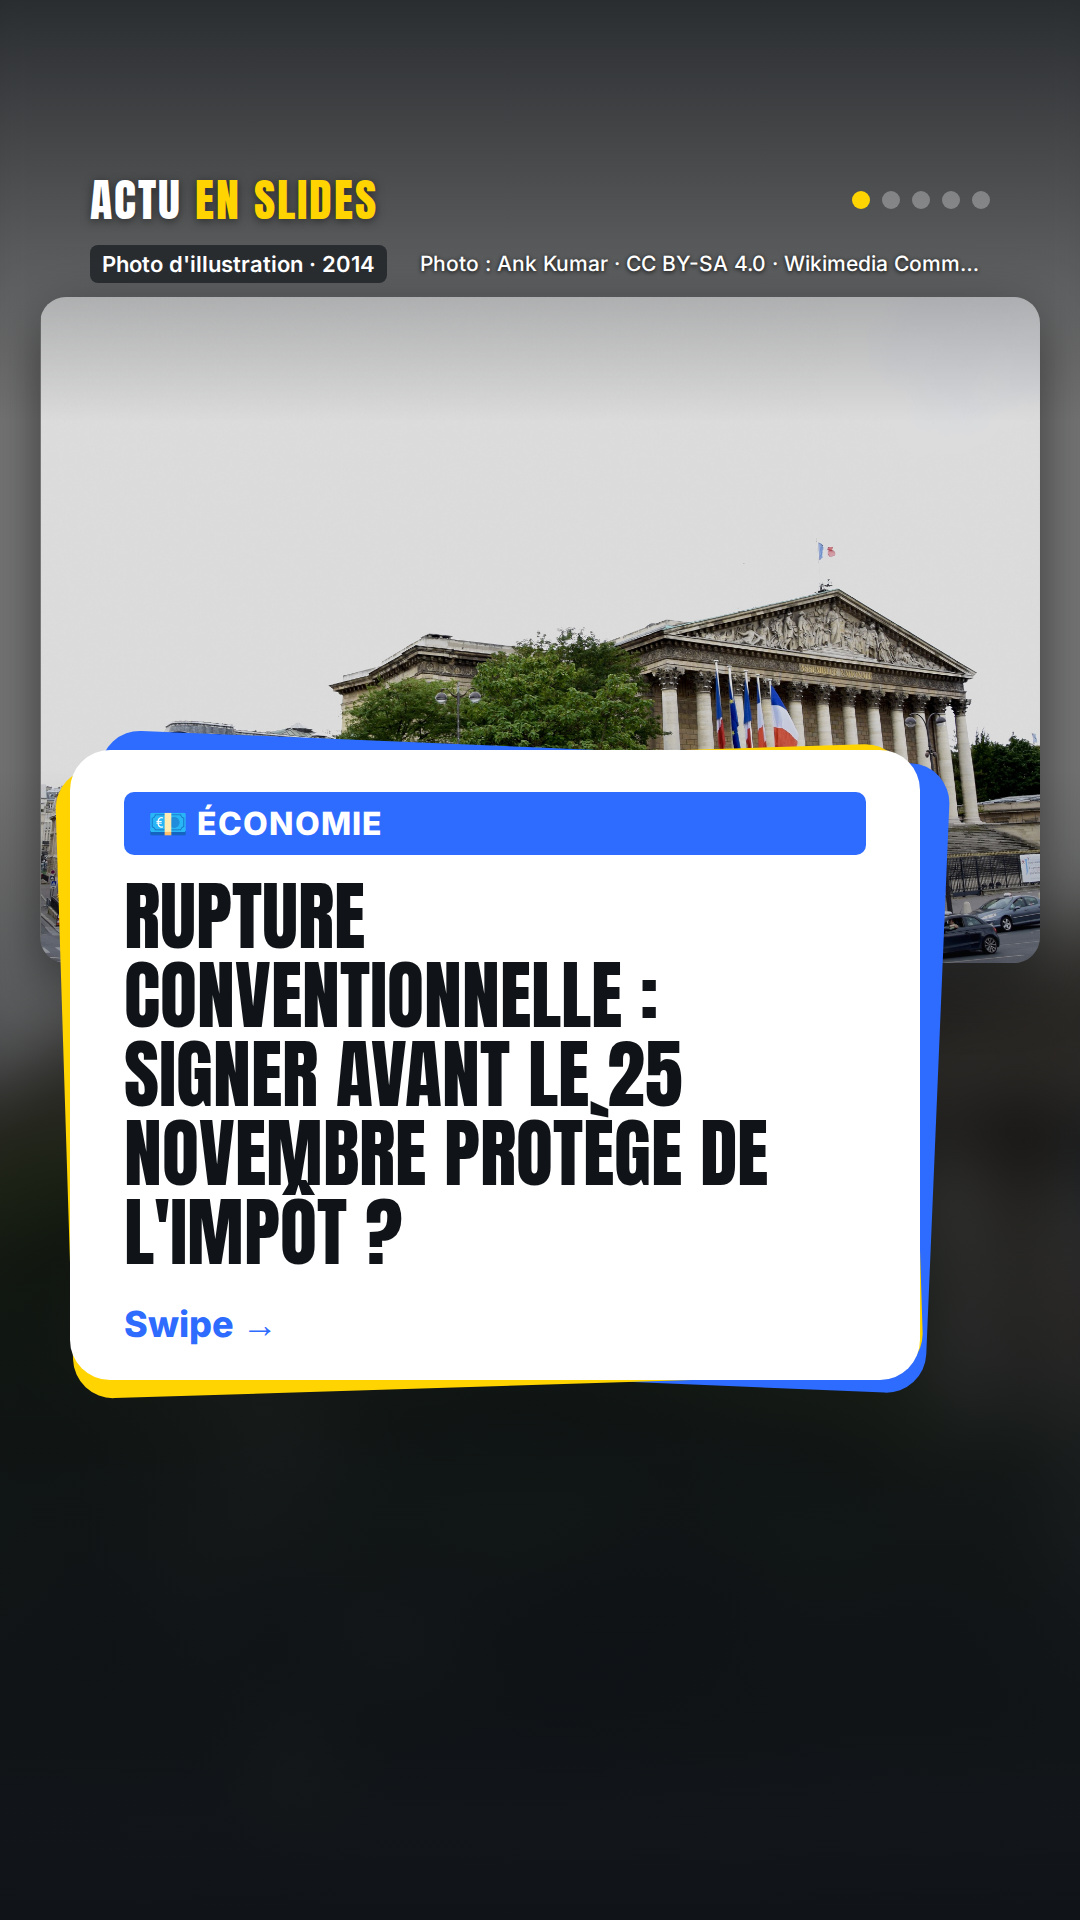 ACTU EN SLIDES
Photo d'illustration · 2014
Photo : Ank Kumar · CC BY-SA 4.0 · Wikimedia Comm...
💶 ÉCONOMIE
RUPTURE
CONVENTIONNELLE :
SIGNER AVANT LE 25
NOVEMBRE PROTÈGE DE
L'IMPÔT ?
Swipe →